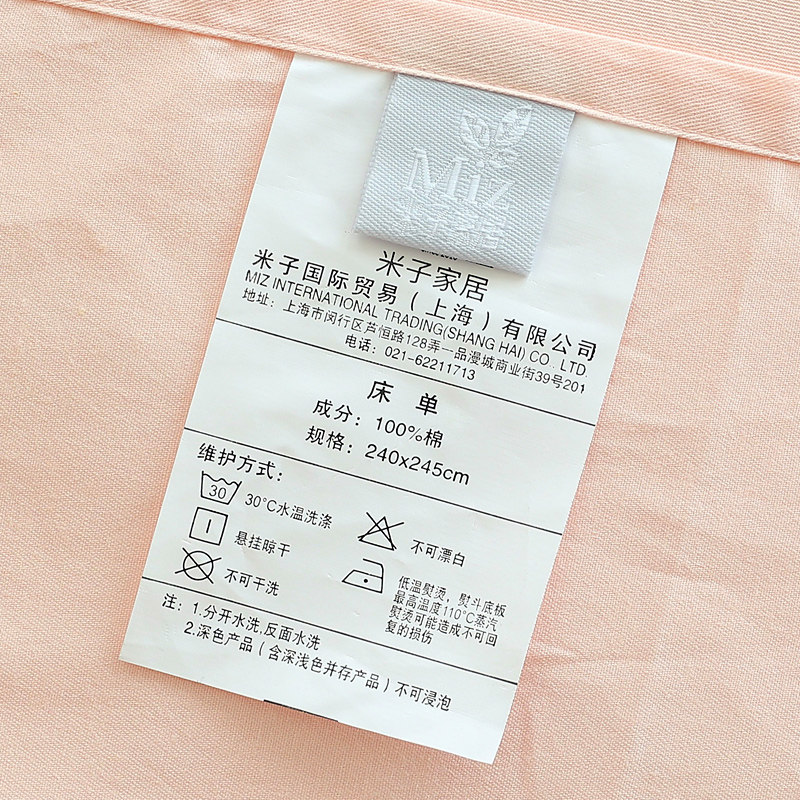 Miz
米子家居
米子国际贸易(上海)有限公司
MIZ INTERNATIONAL TRADING(SHANG HAI) CO., LTD.
地址：上海市闵行区芦恒路128弄一品漫城商业街39号201
电话：021-62211713
床 单
成分：100%棉
规格：240x245cm
维护方式：
30
30°C水温洗涤
不可漂白
悬挂晾干
低温熨烫，熨斗底板
最高温度110°C蒸汽
熨烫可能造成不可回
复的损伤
不可干洗
注：1.分开水洗,反面水洗
2.深色产品（含深浅色并存产品）不可浸泡